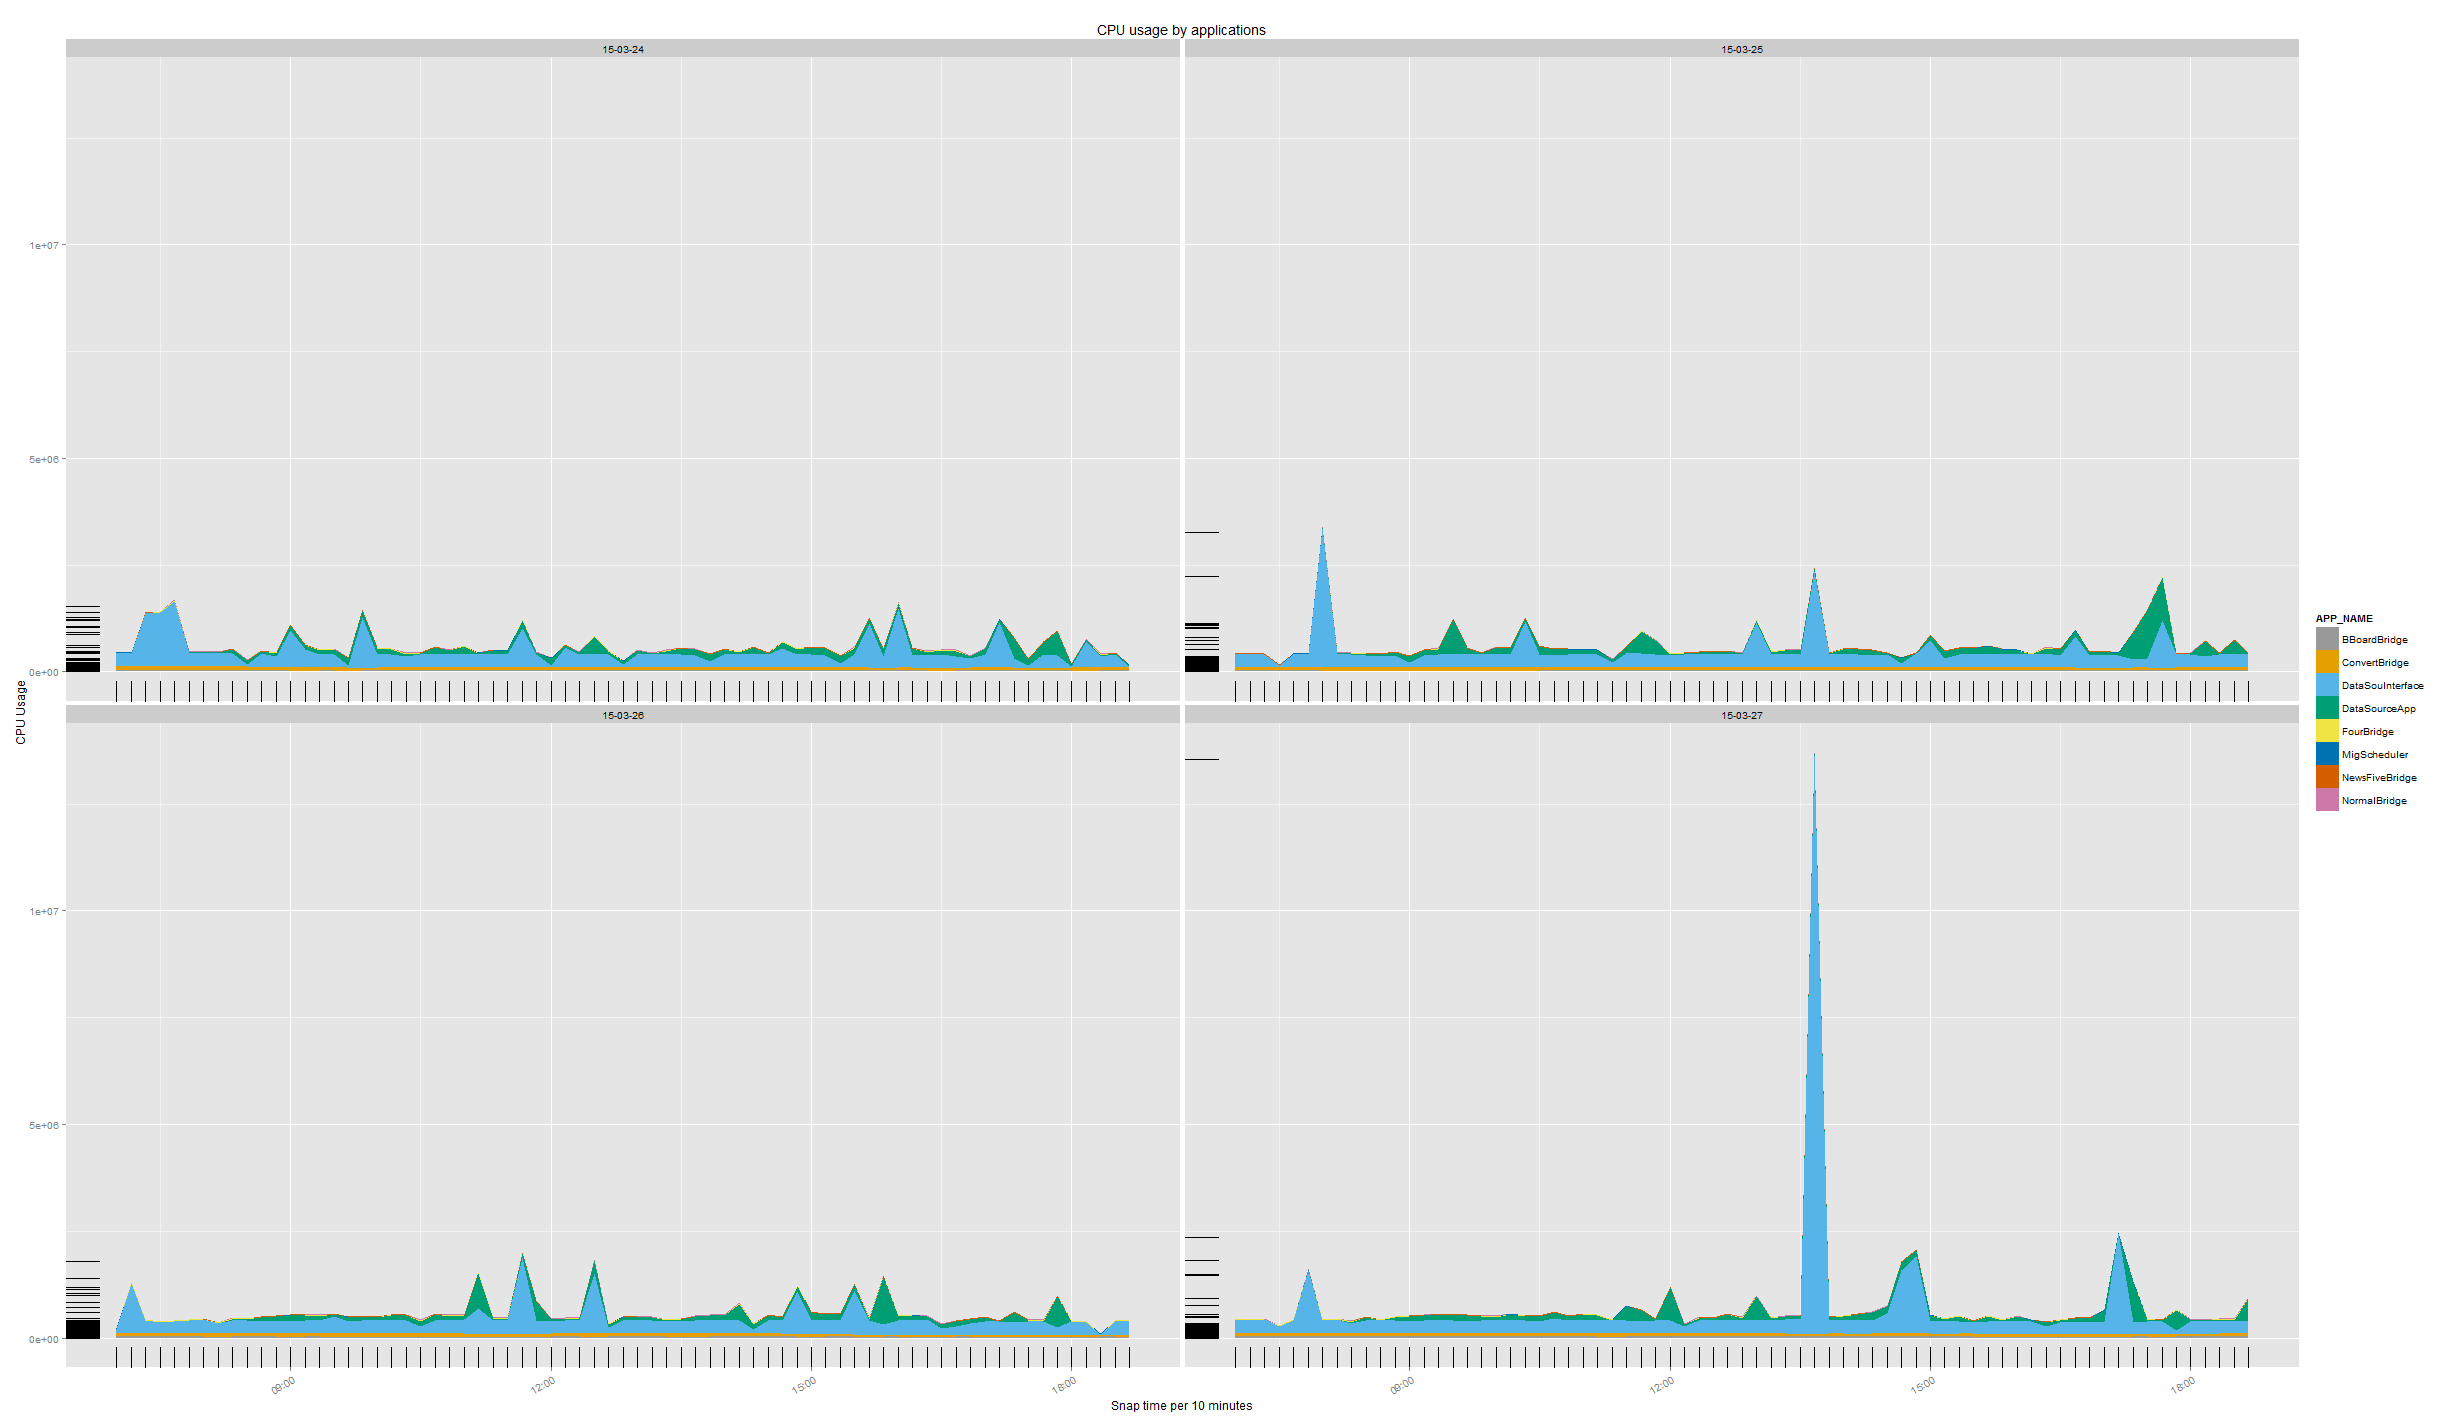 CPU usage by applications
15-03-24
15-03-25
1e+07
5e+06
0e+00
CPU Usage
15-03-26
15-03-27
1e+07
5e+06
0e+00
09:00
12:00
15:00
18:00
09:00
12:00
15:00
18:00
Snap time per 10 minutes
APP_NAME
BBoardBridge
ConvertBridge
DataSouInterface
DataSourceApp
FourBridge
MigScheduler
NewsFiveBridge
NormalBridge